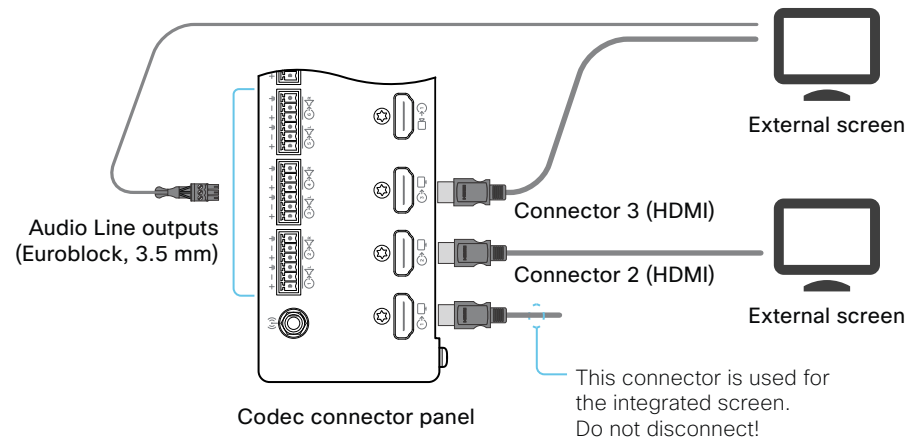 External screen
Audio Line outputs
(Euroblock, 3.5 mm)
Connector 3 (HDMI)
Connector 2 (HDMI)
External screen
This connector is used for
the integrated screen.
Do not disconnect!
Codec connector panel